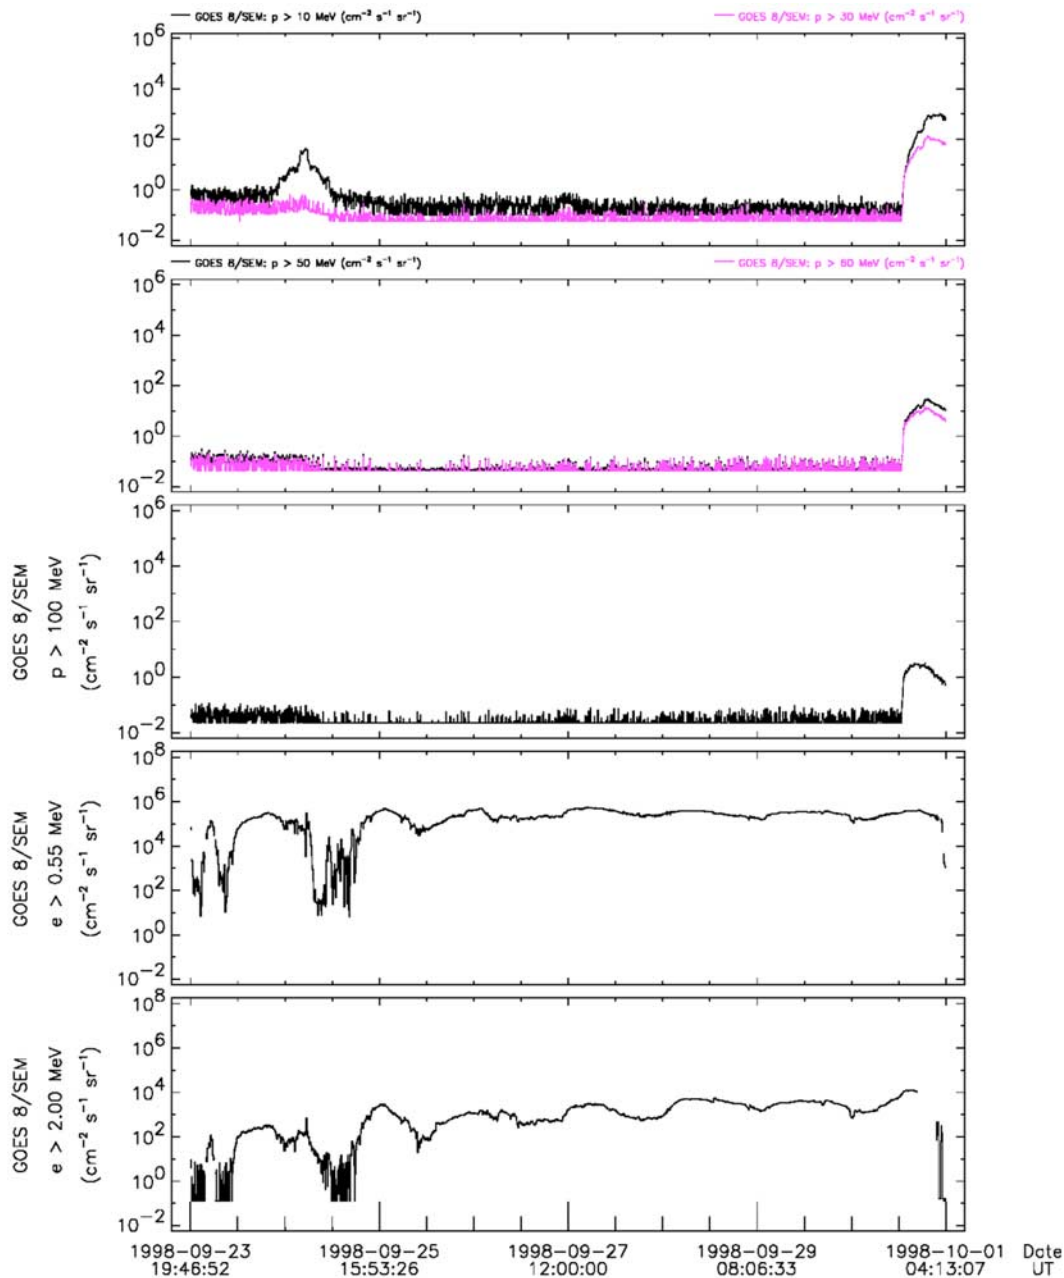 GOES 8/SEM: p > 10 MeV (cm⁻² s⁻¹ sr⁻¹) GOES 8/SEM: p > 30 MeV (cm⁻² s⁻¹ sr⁻¹)
10⁶
10⁴
10²
10⁰
10⁻²
GOES 8/SEM: p > 50 MeV (cm⁻² s⁻¹ sr⁻¹) GOES 8/SEM: p > 60 MeV (cm⁻² s⁻¹ sr⁻¹)
10⁶
10⁴
10²
10⁰
10⁻²
GOES 8/SEM
p > 100 MeV
(cm⁻² s⁻¹ sr⁻¹)
10⁶
10⁴
10²
10⁰
10⁻²
GOES 8/SEM
e > 0.55 MeV
(cm⁻² s⁻¹ sr⁻¹)
10⁸
10⁶
10⁴
10²
10⁰
10⁻²
GOES 8/SEM
e > 2.00 MeV
(cm⁻² s⁻¹ sr⁻¹)
10⁸
10⁶
10⁴
10²
10⁰
10⁻²
1998-09-23 1998-09-25 1998-09-27 1998-09-29 1998-10-01 Date
19:46:52 15:53:26 12:00:00 08:06:33 04:13:07 UT